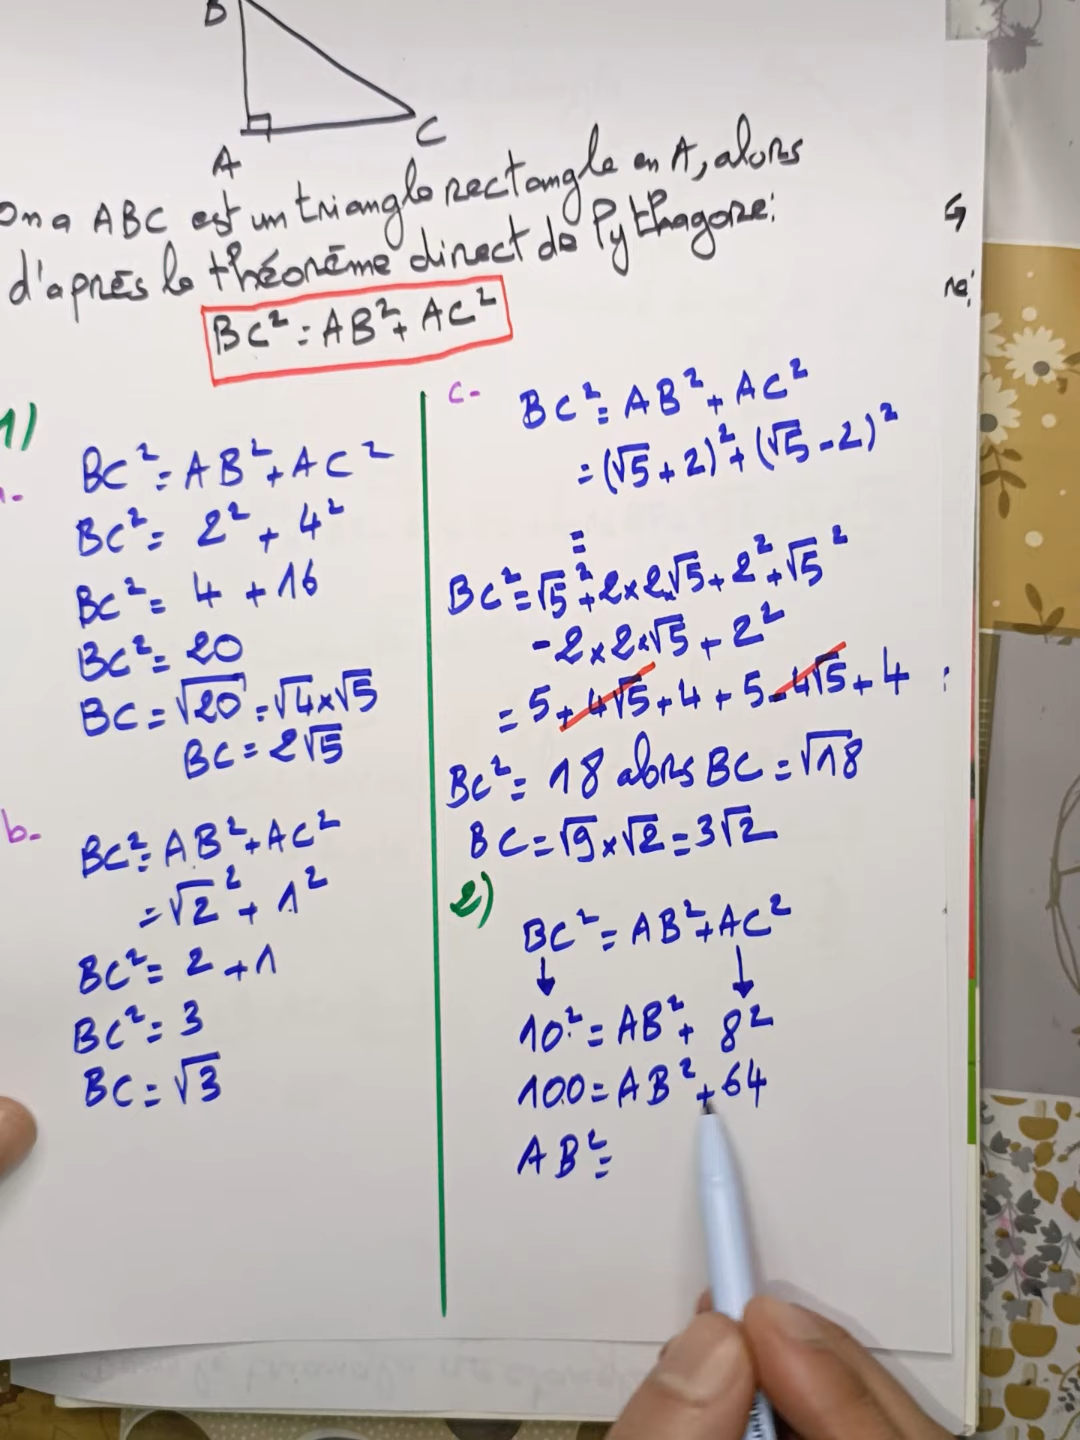 B
A
C
On a ABC est un triangle rectangle en A, alors
d'après le théorème direct de Pythagore:
BC² = AB² + AC²
1)
BC² = AB² + AC²
BC² = 2² + 4²
BC² = 4 + 16
BC² = 20
BC = √20 = √4×√5
BC = 2√5
b-
BC² = AB² + AC²
= √2² + 1²
BC² = 2 + 1
BC² = 3
BC = √3
c-
BC² = AB² + AC²
= (√5 + 2)² + (√5 - 2)²
=
BC² = √5² + 2×2×√5 + 2² + √5²
- 2×2×√5 + 2²
= 5 + 4√5 + 4 + 5 - 4√5 + 4
BC² = 18 alors BC = √18
BC = √9×√2 = 3√2
2)
BC² = AB² + AC²
↓ ↓
10² = AB² + 8²
100 = AB² + 64
AB² =